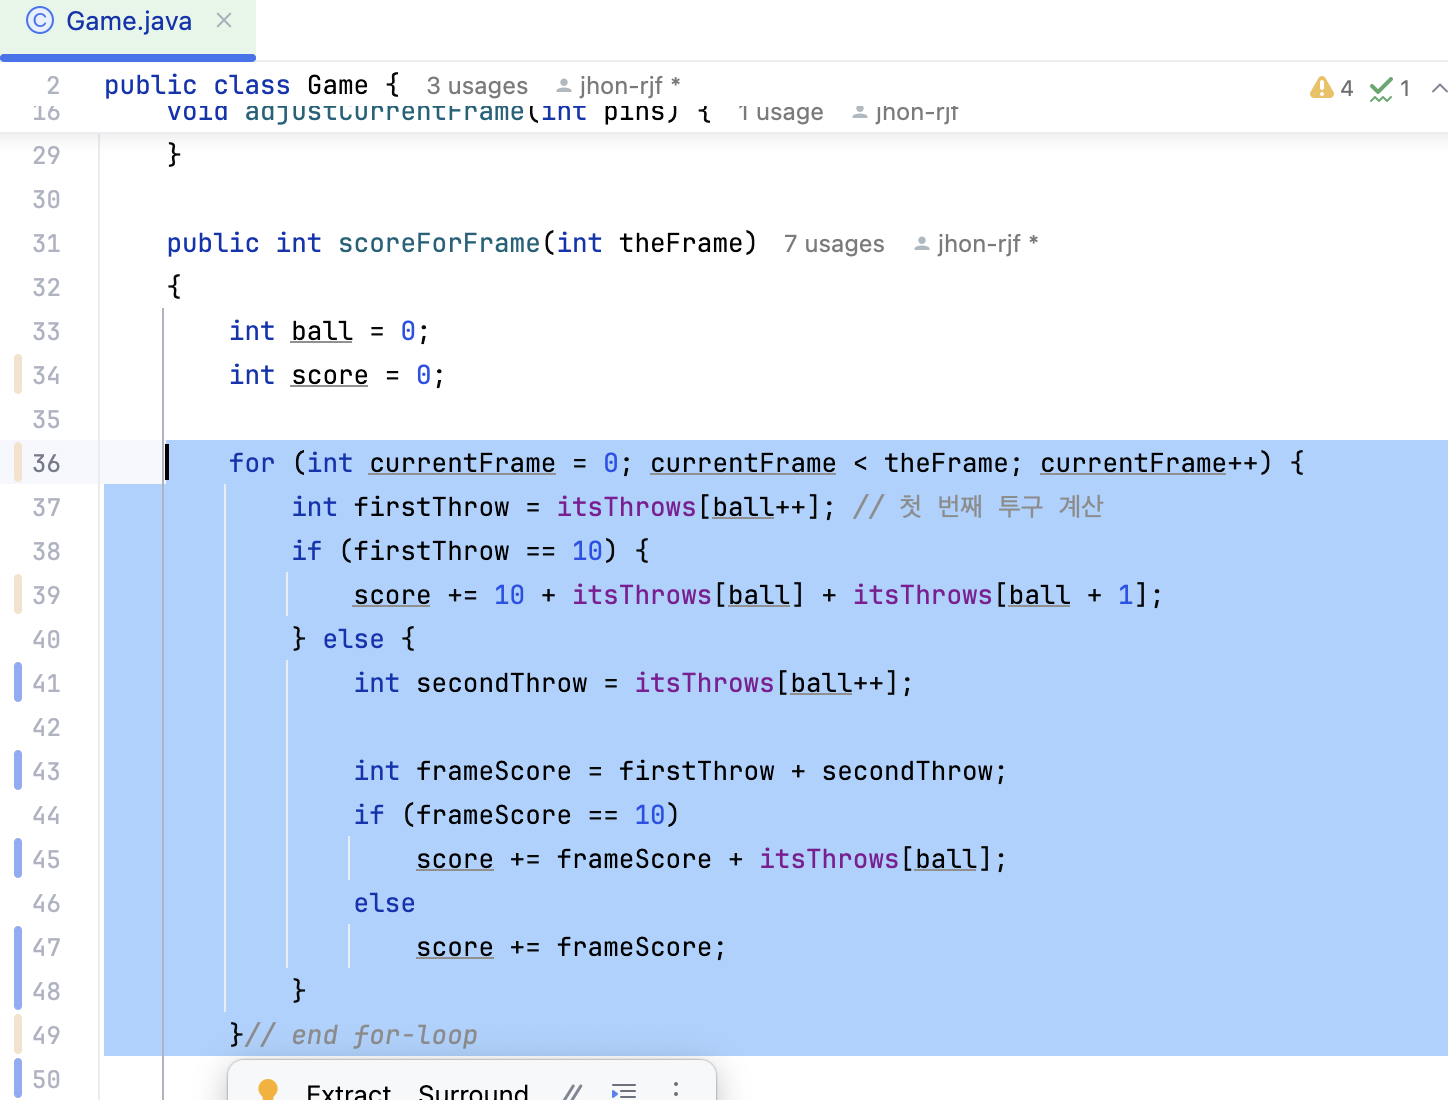 Game.java
2 public class Game { 3 usages jhon-rjf *
16 void adjustCurrentFrame(int pins) { 1 usage jhon-rjf
4 1
29 }
30
31 public int scoreForFrame(int theFrame) 7 usages jhon-rjf *
32 {
33 int ball = 0;
34 int score = 0;
35
36 for (int currentFrame = 0; currentFrame < theFrame; currentFrame++) {
37 int firstThrow = itsThrows[ball++]; // 첫 번째 투구 계산
38 if (firstThrow == 10) {
39 score += 10 + itsThrows[ball] + itsThrows[ball + 1];
40 } else {
41 int secondThrow = itsThrows[ball++];
42
43 int frameScore = firstThrow + secondThrow;
44 if (frameScore == 10)
45 score += frameScore + itsThrows[ball];
46 else
47 score += frameScore;
48 }
49 }// end for-loop
50
Extract Surround //